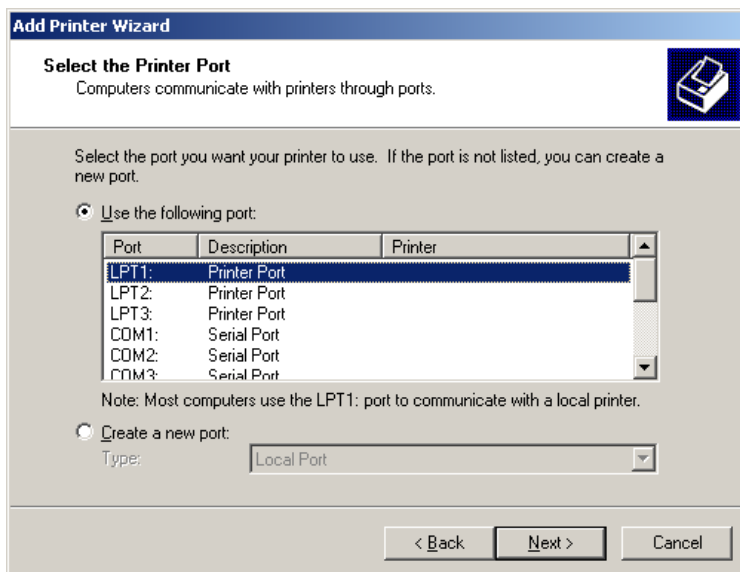 Add Printer Wizard
Select the Printer Port
Computers communicate with printers through ports.
Select the port you want your printer to use.  If the port is not listed, you can create a
new port.
Use the following port:
Port Description Printer
LPT1: Printer Port
LPT2: Printer Port
LPT3: Printer Port
COM1: Serial Port
COM2: Serial Port
COM3: Serial Port
Note: Most computers use the LPT1: port to communicate with a local printer.
Create a new port:
Type: Local Port
< Back Next > Cancel